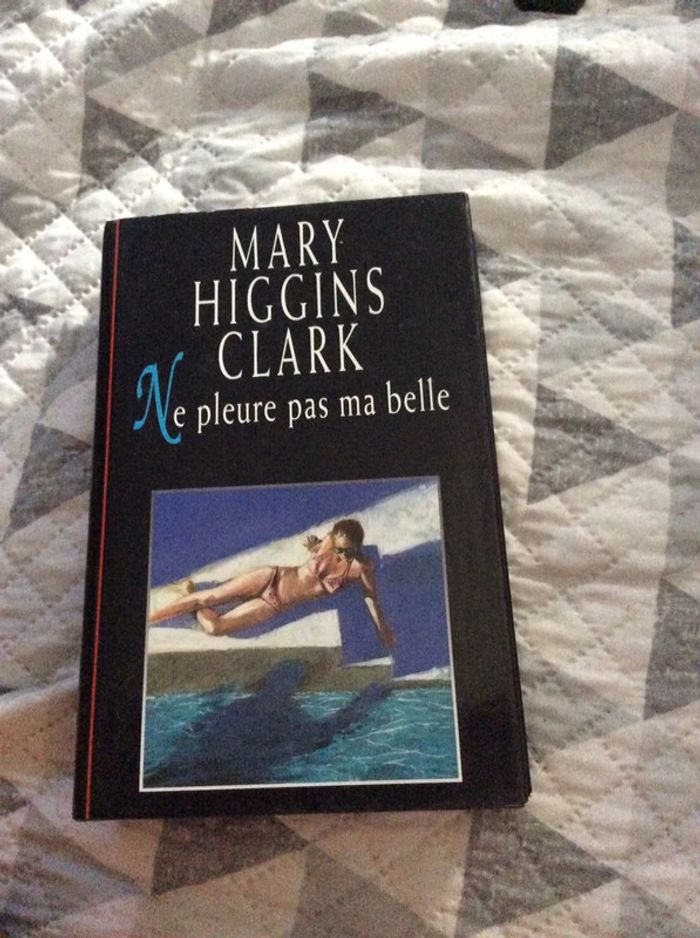 MARY
HIGGINS
CLARK
Ne pleure pas ma belle